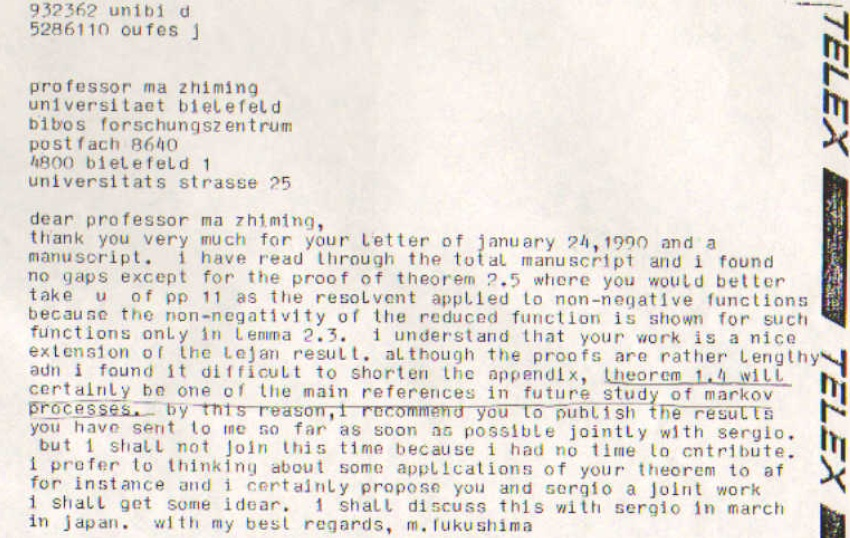 932362 unibi d
5286110 oufes j
professor ma zhiming
universitaet bielefeld
bibos forschungszentrum
postfach 8640
4800 bielefeld 1
universitats strasse 25
dear professor ma zhiming,
thank you very much for your letter of january 24,1990 and a
manuscript. i have read through the total manuscript and i found
no gaps except for the proof of theorem 2.5 where you would better
take u of pp 11 as the resolvent applied to non-negative functions
because the non-negativity of the reduced function is shown for such
functions only in lemma 2.3. i understand that your work is a nice
extension of the lejan result. although the proofs are rather lengthy
adn i found it difficult to shorten the appendix, theorem 1.4 will
certainly be one of the main references in future study of markov
processes. by this reason,i recommend you to publish the results
you have sent to me so far as soon as possible jointly with sergio.
but i shall not join this time because i had no time to cntribute.
i prefer to thinking about some applications of your theorem to af
for instance and i certainly propose you and sergio a joint work
i shall get some idear. i shall discuss this with sergio in march
in japan. with my best regards, m.fukushima
TELEX
TELEX